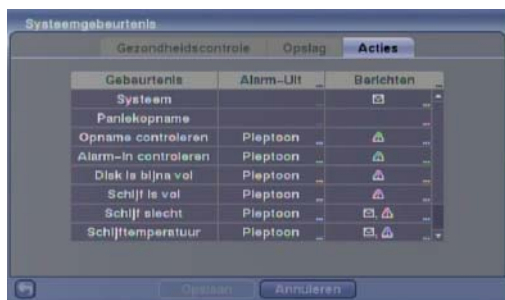 Systeemgebeurtenis
Gezondheidscontrole Opslag Acties
Gebeurtenis Alarm-Uit ... Berichten ...
Systeem ...
Paniekopname ...
Opname controleren Pieptoon ... ...
Alarm-In controleren Pieptoon ... ...
Disk is bijna vol Pieptoon ... ...
Schijf is vol Pieptoon ... ...
Schijf slecht Pieptoon ... , ...
Schijftemperatuur Pieptoon ... , ...
Opslaan Annuleren